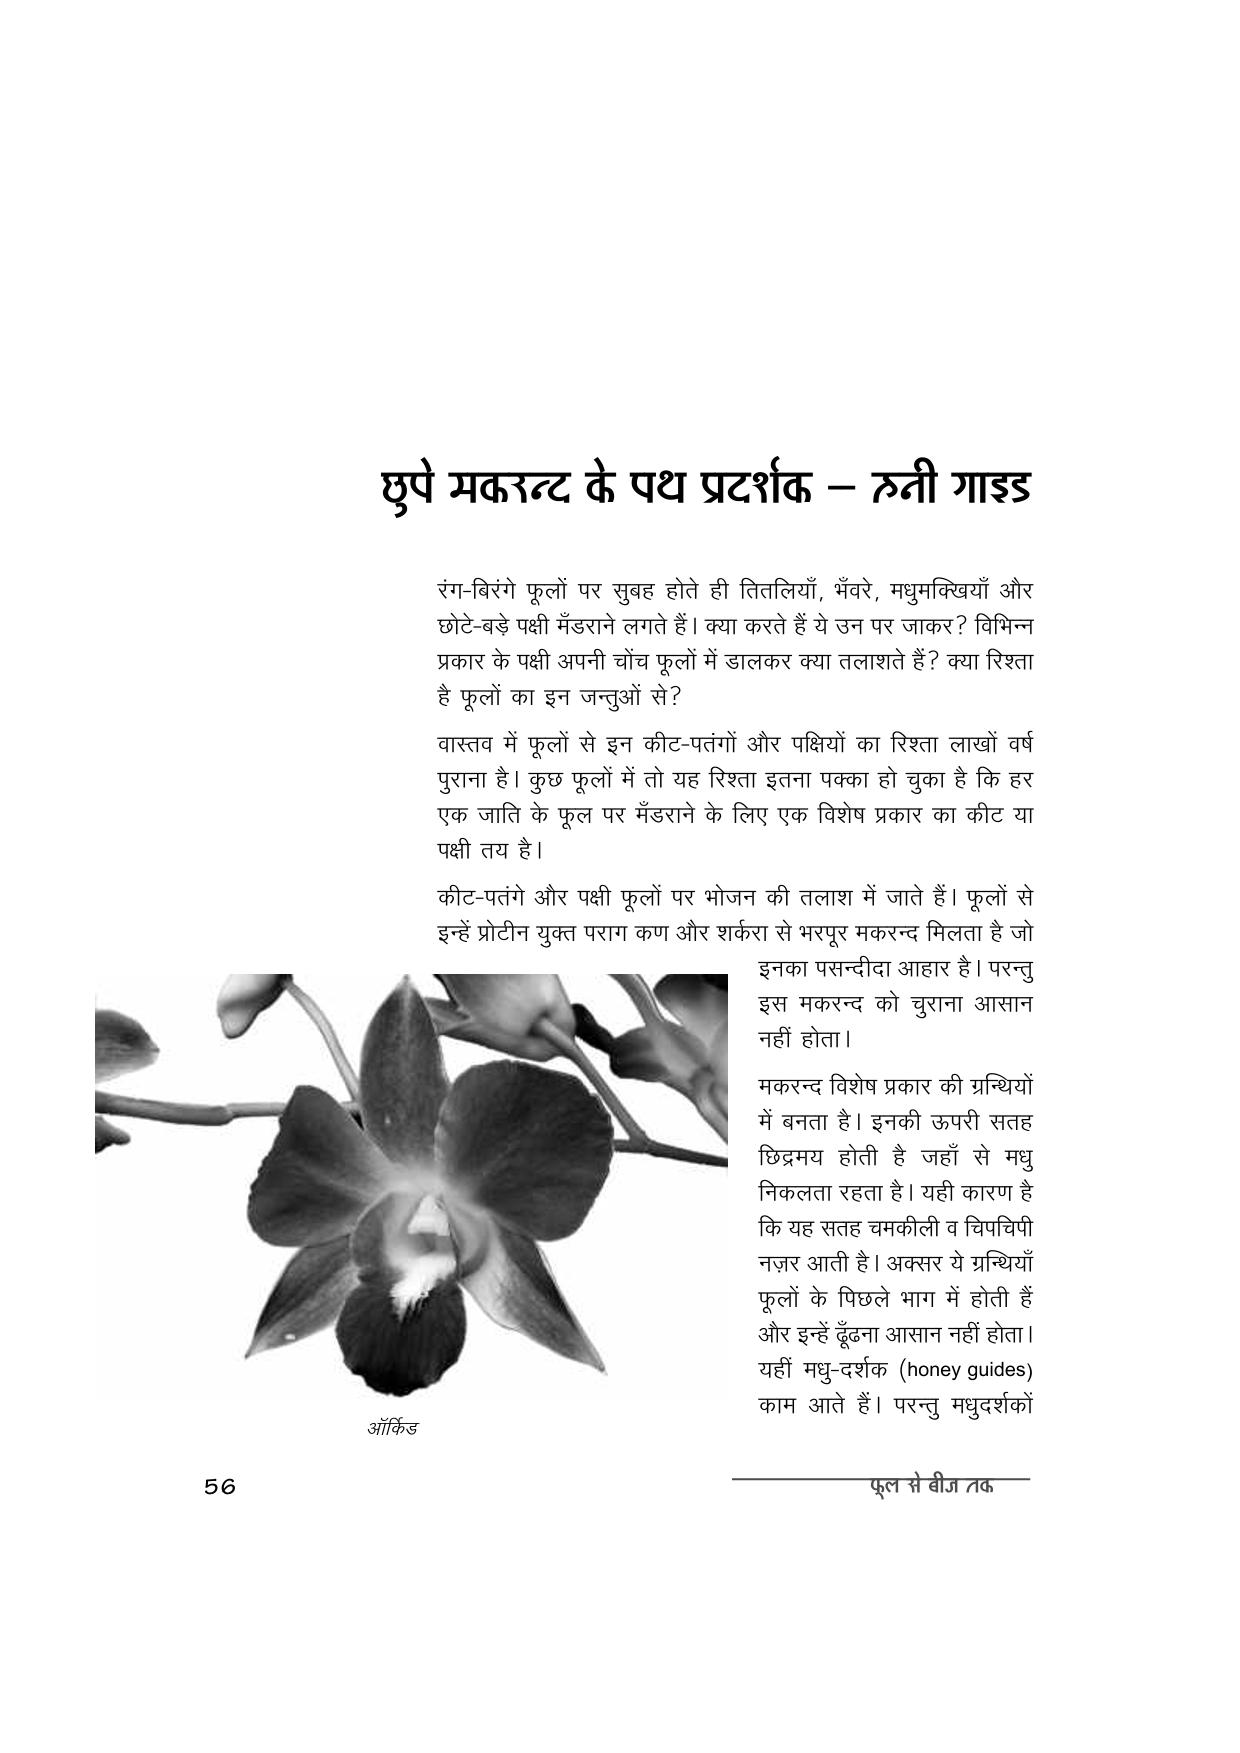 छुपे मकरन्द के पथ प्रदर्शक – हनी गाइड
रंग-बिरंगे फूलों पर सुबह होते ही तितलियाँ, भँवरे, मधुमक्खियाँ और
छोटे-बड़े पक्षी मँडराने लगते हैं। क्या करते हैं ये उन पर जाकर? विभिन्न
प्रकार के पक्षी अपनी चोंच फूलों में डालकर क्या तलाशते हैं? क्या रिश्ता
है फूलों का इन जन्तुओं से?
वास्तव में फूलों से इन कीट-पतंगों और पक्षियों का रिश्ता लाखों वर्ष
पुराना है। कुछ फूलों में तो यह रिश्ता इतना पक्का हो चुका है कि हर
एक जाति के फूल पर मँडराने के लिए एक विशेष प्रकार का कीट या
पक्षी तय है।
कीट-पतंगे और पक्षी फूलों पर भोजन की तलाश में जाते हैं। फूलों से
इन्हें प्रोटीन युक्त पराग कण और शर्करा से भरपूर मकरन्द मिलता है जो
इनका पसन्दीदा आहार है। परन्तु
इस मकरन्द को चुराना आसान
नहीं होता।
मकरन्द विशेष प्रकार की ग्रन्थियों
में बनता है। इनकी ऊपरी सतह
छिद्रमय होती है जहाँ से मधु
निकलता रहता है। यही कारण है
कि यह सतह चमकीली व चिपचिपी
नज़र आती है। अक्सर ये ग्रन्थियाँ
फूलों के पिछले भाग में होती हैं
और इन्हें ढूँढना आसान नहीं होता।
यहीं मधु-दर्शक (honey guides)
काम आते हैं। परन्तु मधुदर्शकों
ऑर्किड
56
फूल से बीज तक